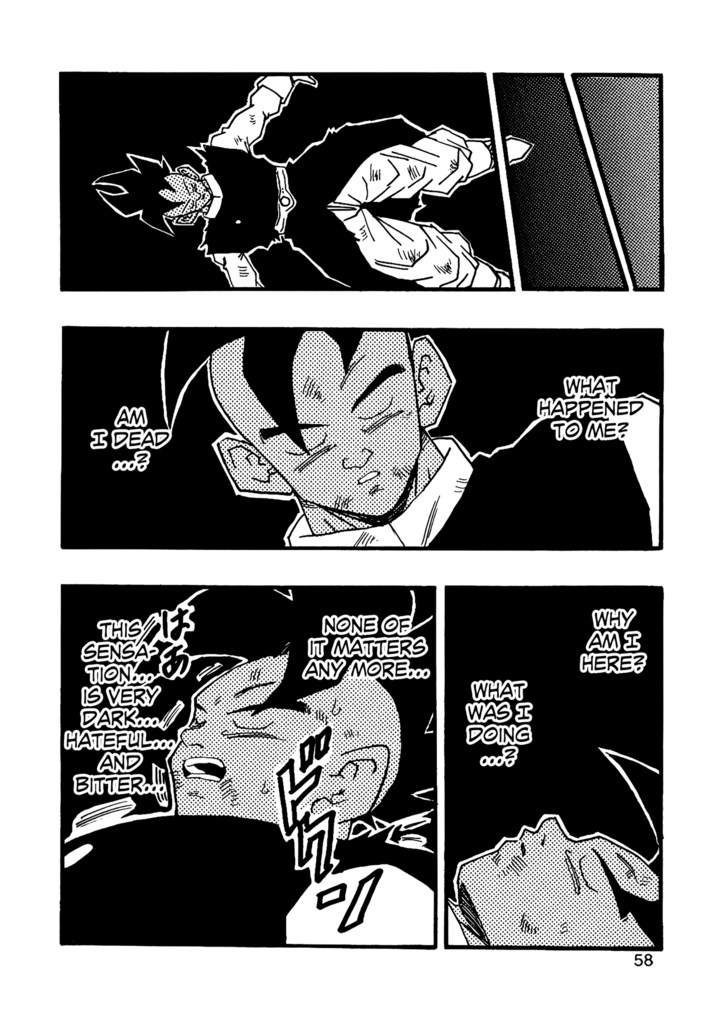 WHAT
HAPPENED
TO ME?
AM
I DEAD
...?
WHY
AM I
HERE?
WHAT
WAS I
DOING
...?
NONE OF
IT MATTERS
ANY MORE...
はあ
THIS
SENSA-
TION...
IS VERY
DARK...
HATEFUL...
AND
BITTER...
ドクン
58